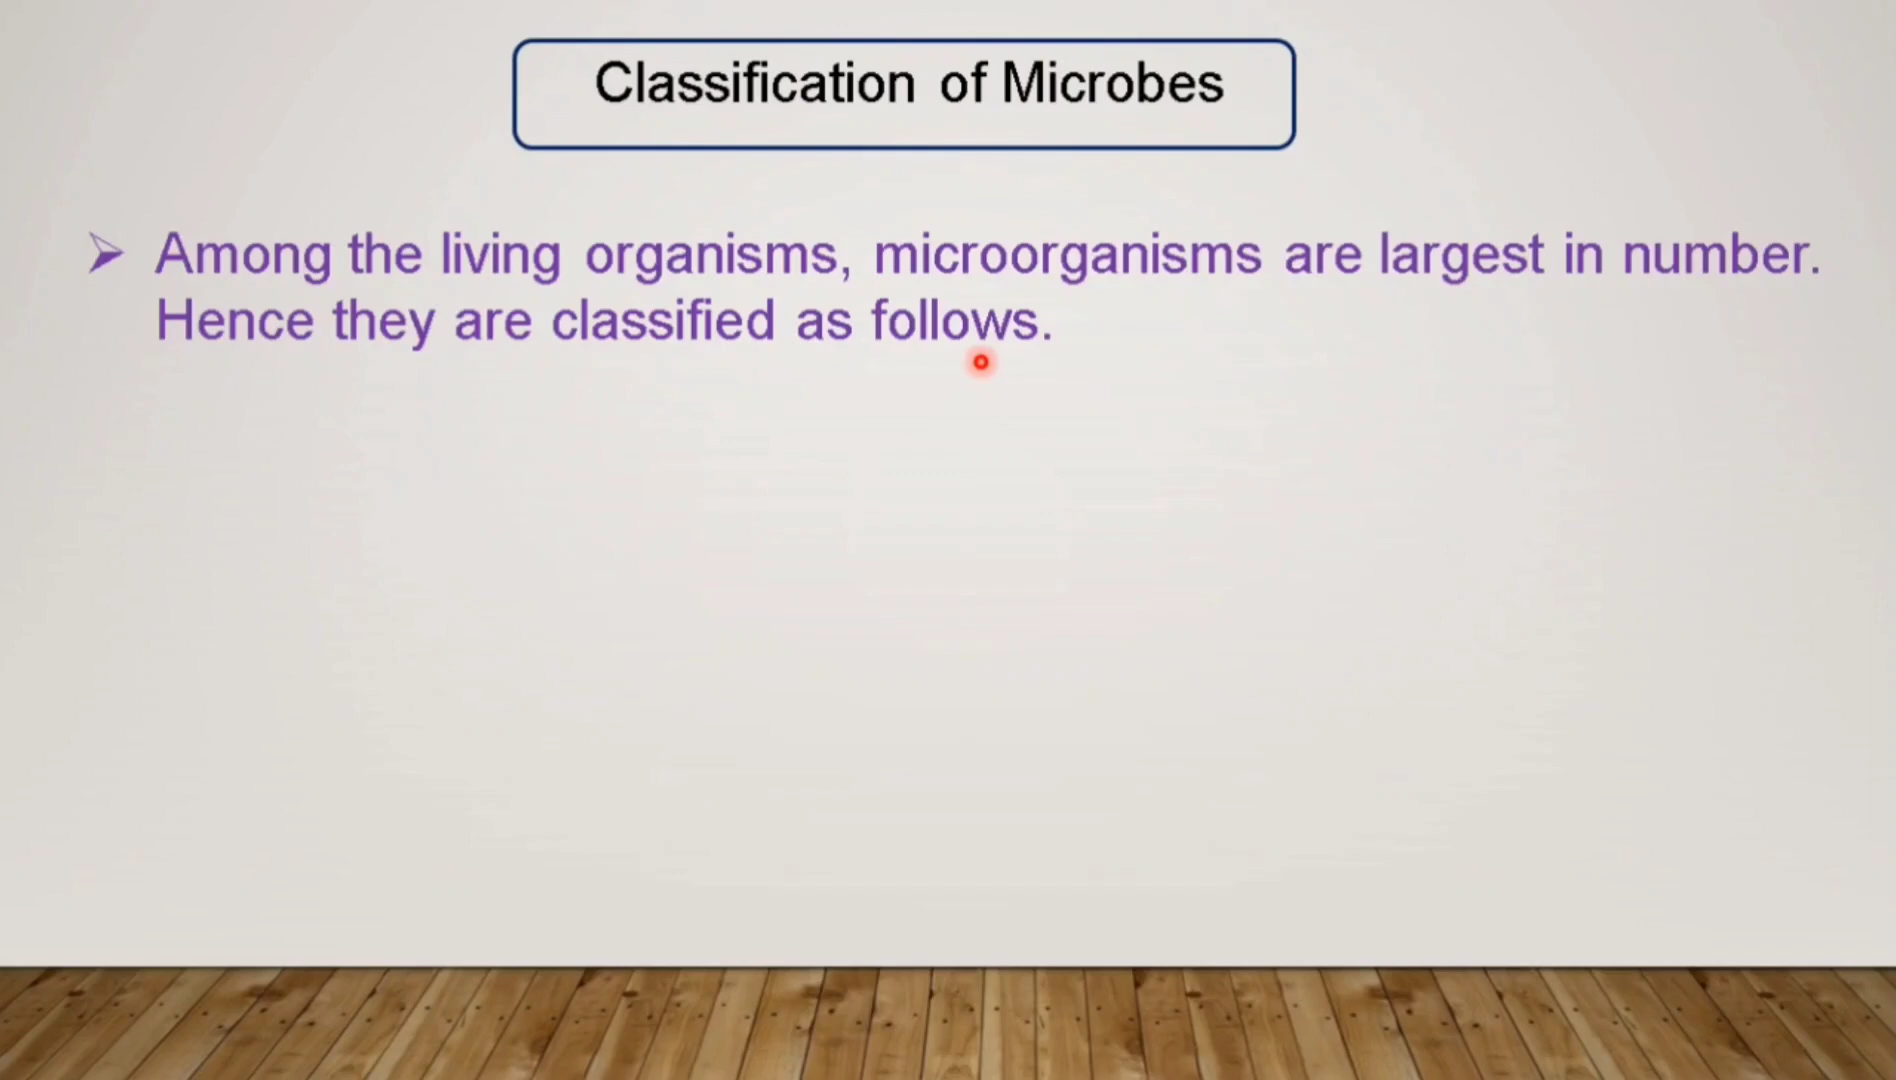 Classification of Microbes
Among the living organisms, microorganisms are largest in number.
Hence they are classified as follows.